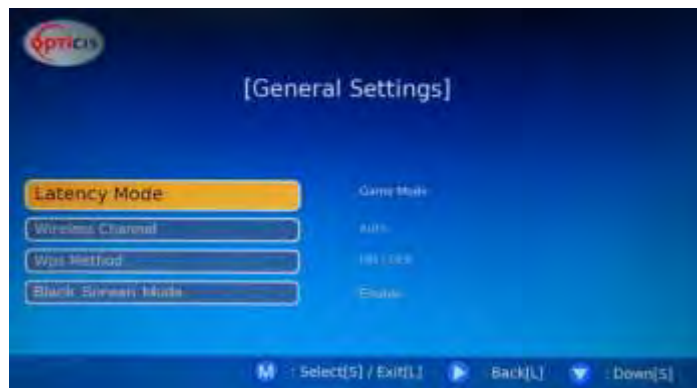 OPTICIS
[General Settings]
Latency Mode Game Mode
Wireless Channel Auto
Wps Method
Black Screen Mode Enable
M : Select[S] / Exit[L] Back[L] : Down[S]